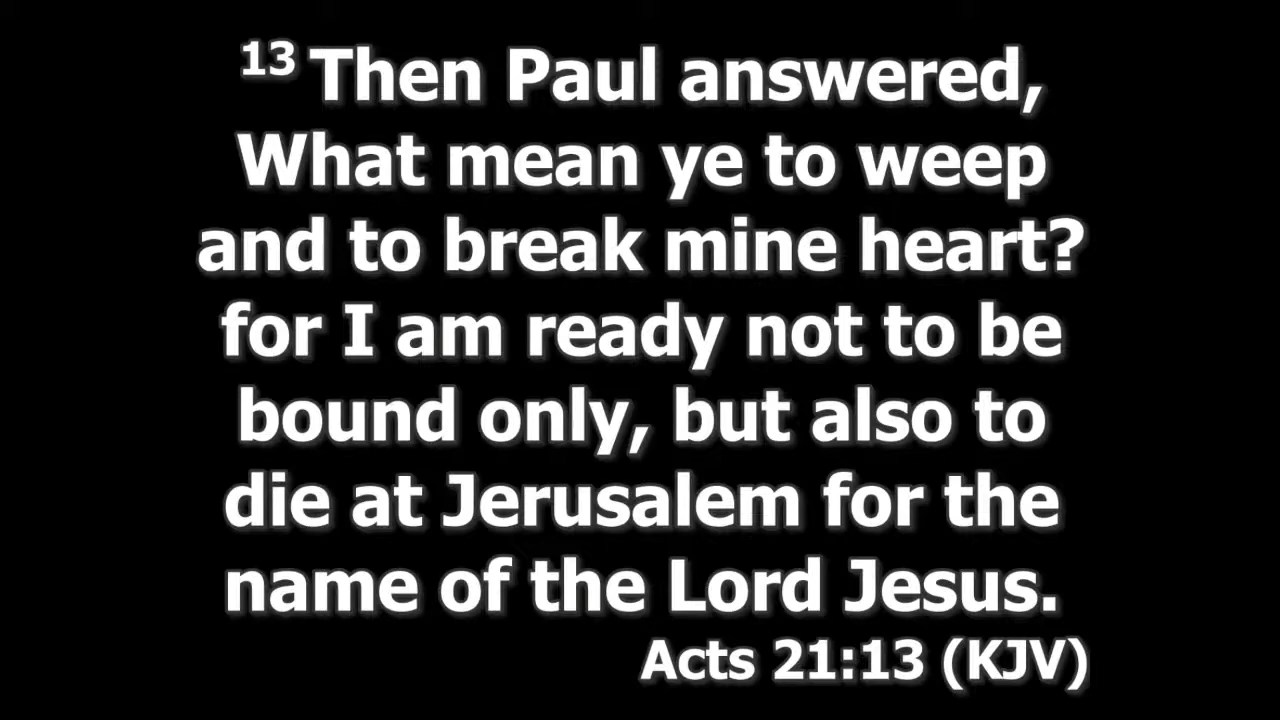 13 Then Paul answered,
What mean ye to weep
and to break mine heart?
for I am ready not to be
bound only, but also to
die at Jerusalem for the
name of the Lord Jesus.
Acts 21:13 (KJV)